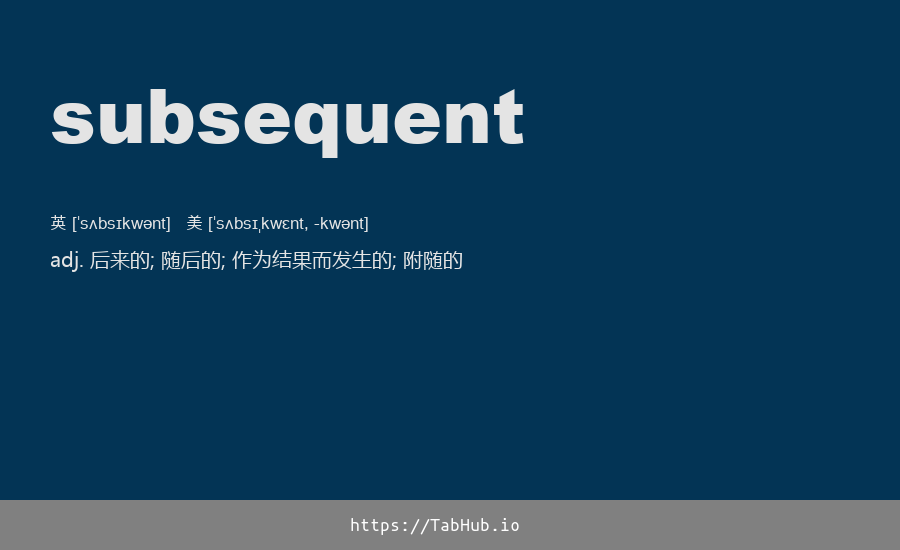 subsequent
英 [ˈsʌbsɪkwənt] 美 [ˈsʌbsɪˌkwɛnt, -kwənt]
adj. 后来的; 随后的; 作为结果而发生的; 附随的
https://TabHub.io